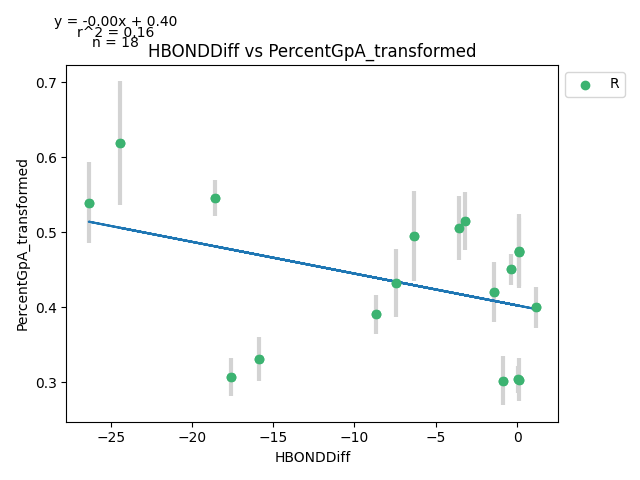 y = -0.00x + 0.40
r^2 = 0.16
n = 18
HBONDDiff vs PercentGpA_transformed
R
PercentGpA_transformed
0.7
0.6
0.5
0.4
0.3
−25
−20
−15
−10
−5
0
HBONDDiff